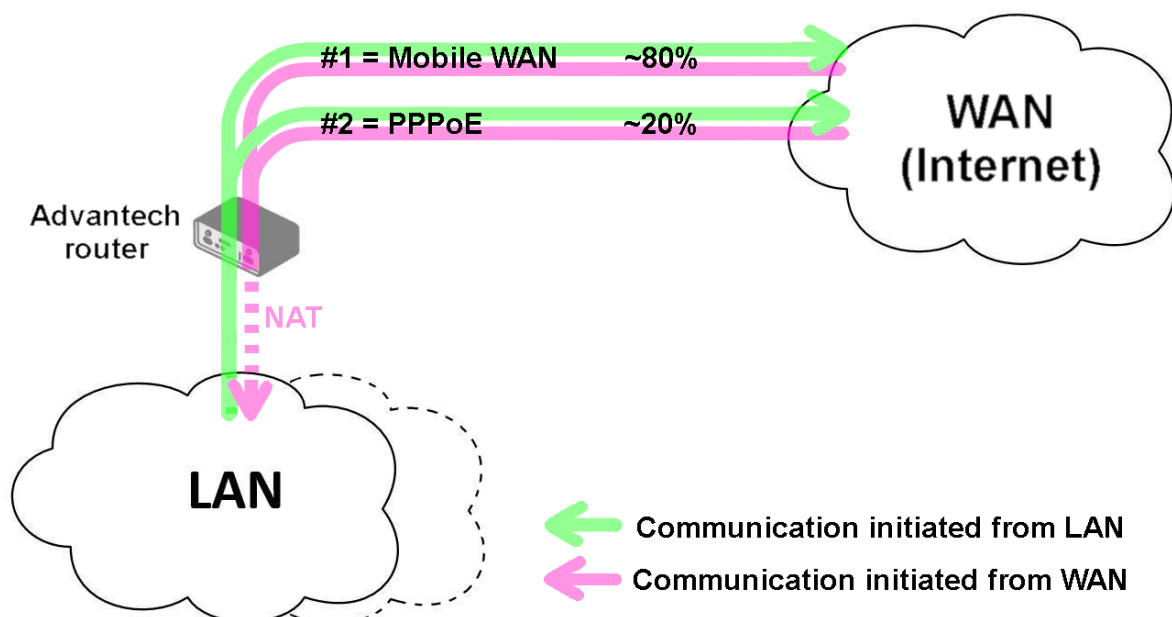 #1 = Mobile WAN ~80%
#2 = PPPoE ~20%
WAN
(Internet)
Advantech
router
NAT
LAN
Communication initiated from LAN
Communication initiated from WAN